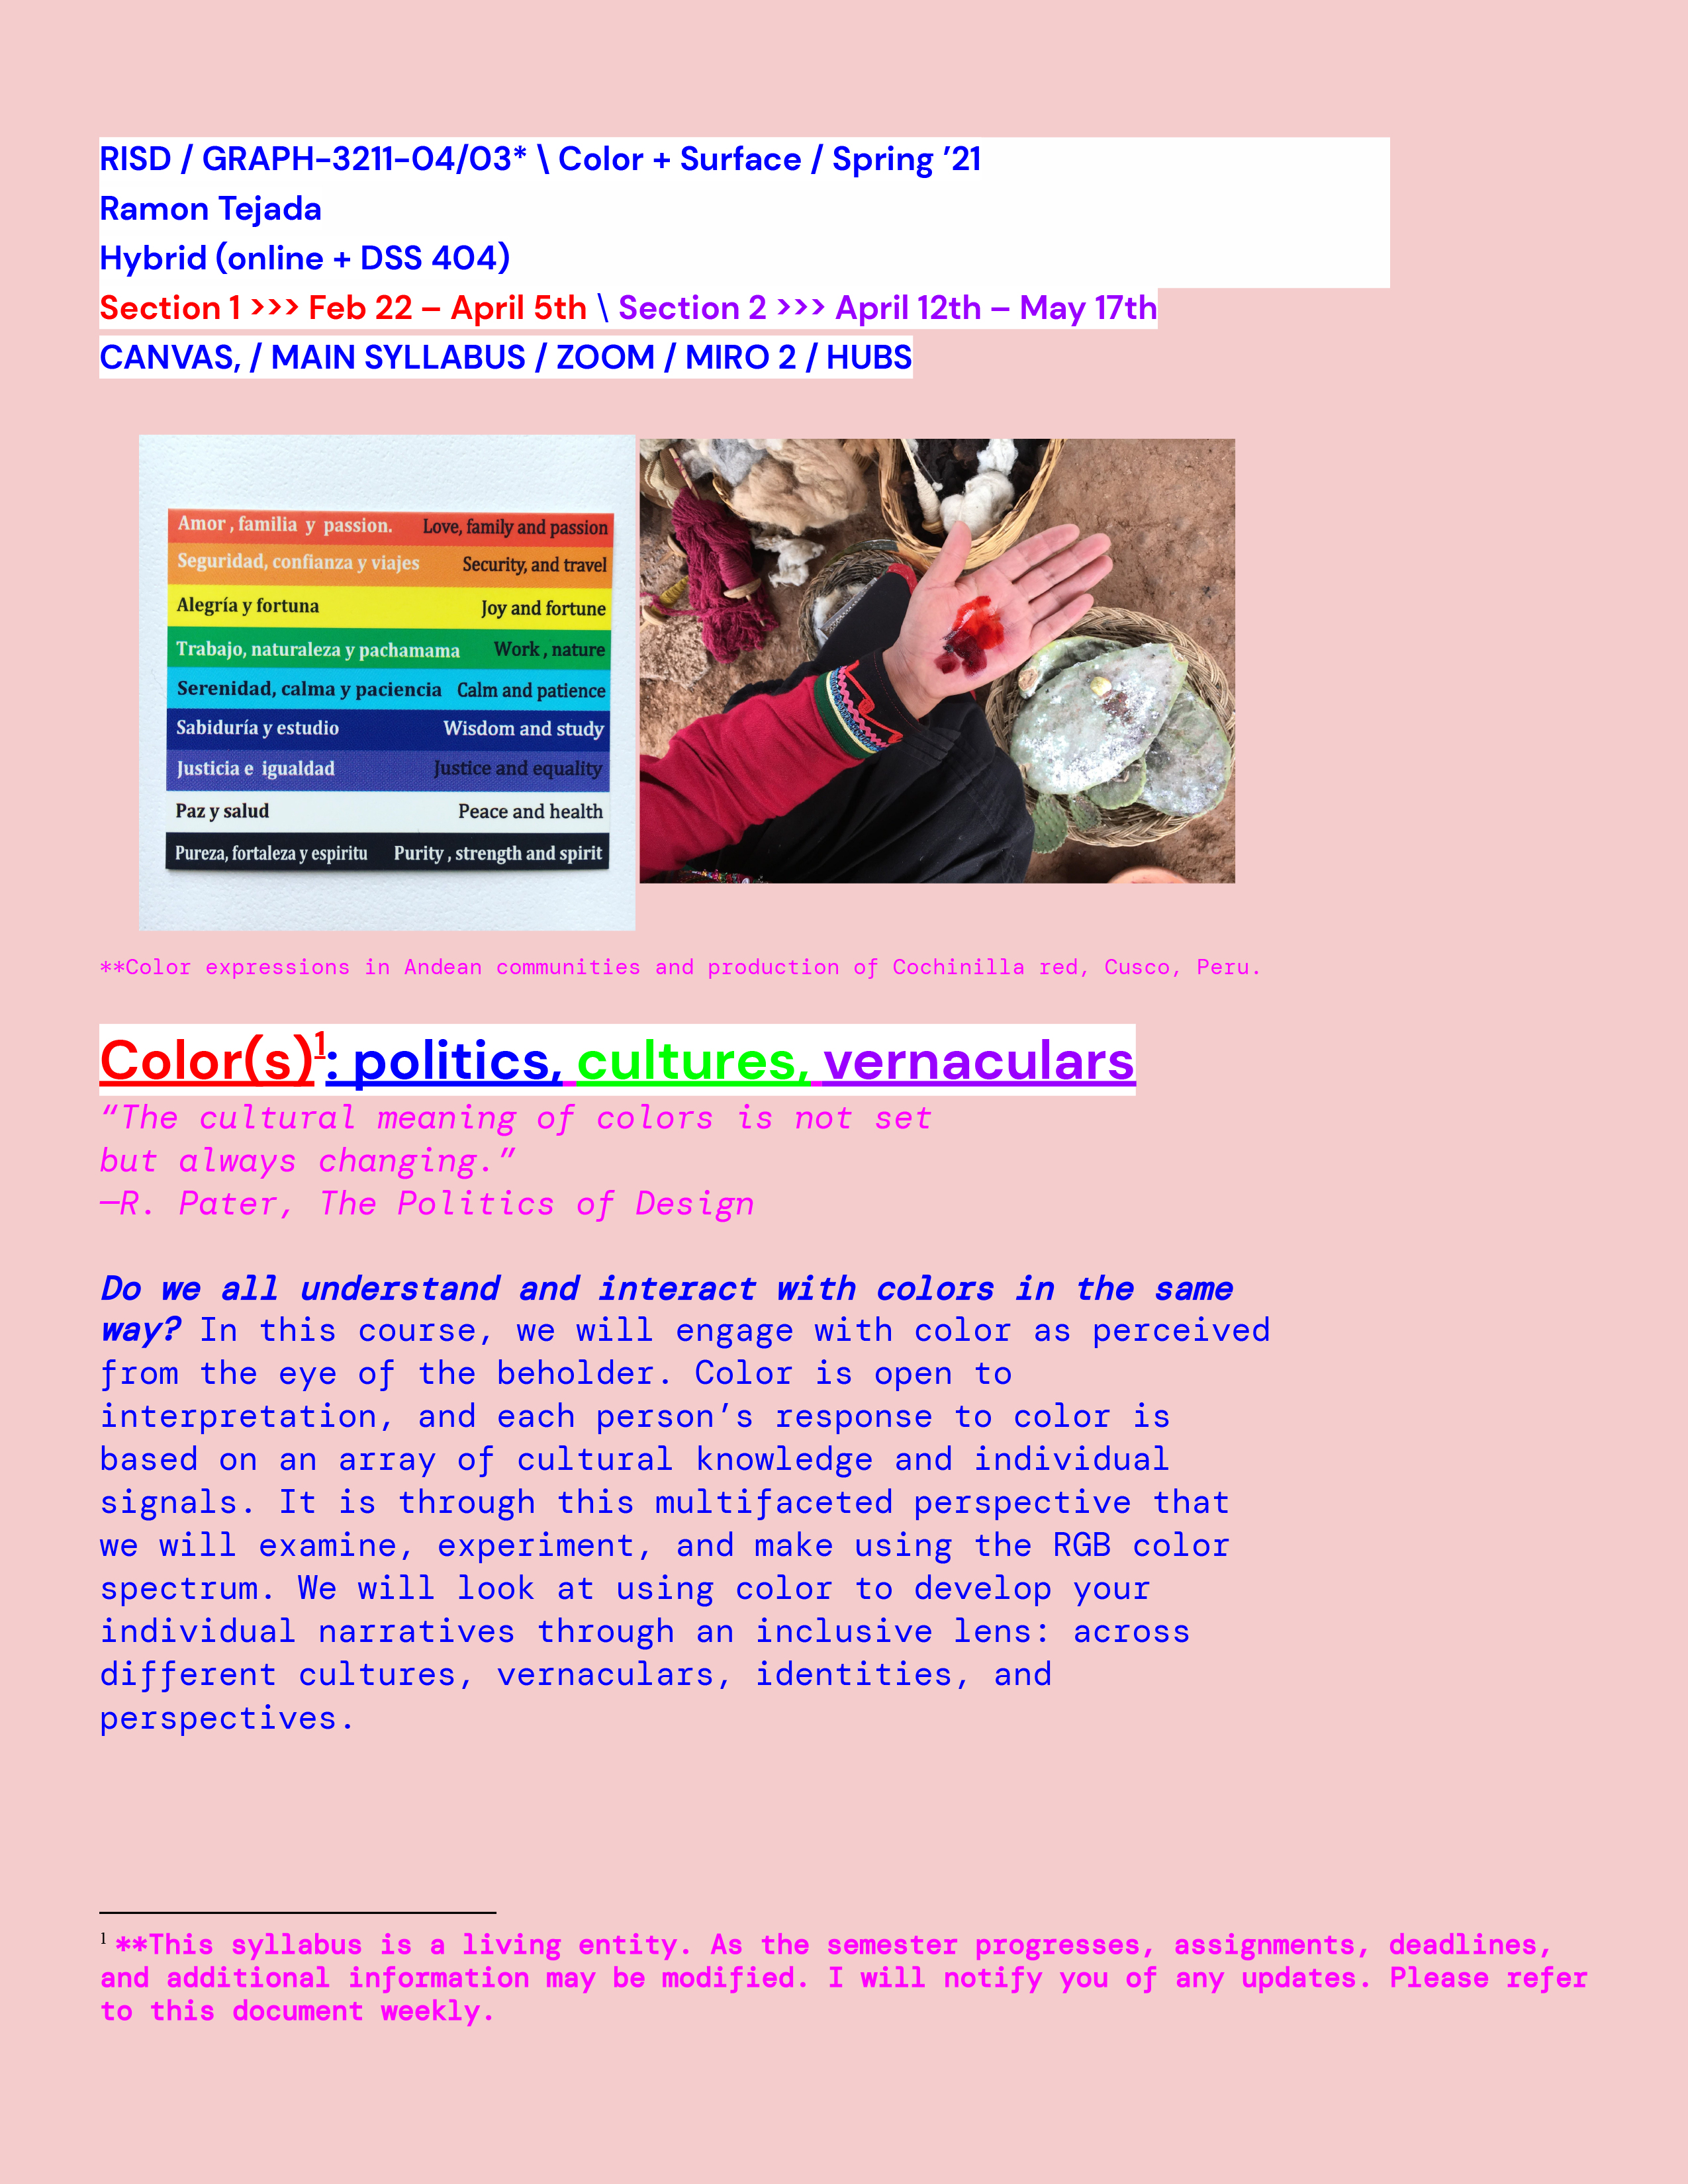 RISD / GRAPH-3211-04/03* \ Color + Surface / Spring ’21
Ramon Tejada
Hybrid (online + DSS 404)
Section 1 >>> Feb 22 – April 5th \ Section 2 >>> April 12th – May 17th
CANVAS, / MAIN SYLLABUS / ZOOM / MIRO 2 / HUBS
Amor , familia y passion. Love, family and passion
Seguridad, confianza y viajes Security, and travel
Alegría y fortuna Joy and fortune
Trabajo, naturaleza y pachamama Work , nature
Serenidad, calma y paciencia Calm and patience
Sabiduría y estudio Wisdom and study
Justicia e igualdad Justice and equality
Paz y salud Peace and health
Pureza, fortaleza y espiritu Purity , strength and spirit
**Color expressions in Andean communities and production of Cochinilla red, Cusco, Peru.
Color(s)1: politics, cultures, vernaculars
“The cultural meaning of colors is not set
but always changing.”
—R. Pater, The Politics of Design
Do we all understand and interact with colors in the same
way? In this course, we will engage with color as perceived
from the eye of the beholder. Color is open to
interpretation, and each person’s response to color is
based on an array of cultural knowledge and individual
signals. It is through this multifaceted perspective that
we will examine, experiment, and make using the RGB color
spectrum. We will look at using color to develop your
individual narratives through an inclusive lens: across
different cultures, vernaculars, identities, and
perspectives.
1 **This syllabus is a living entity. As the semester progresses, assignments, deadlines,
and additional information may be modified. I will notify you of any updates. Please refer
to this document weekly.